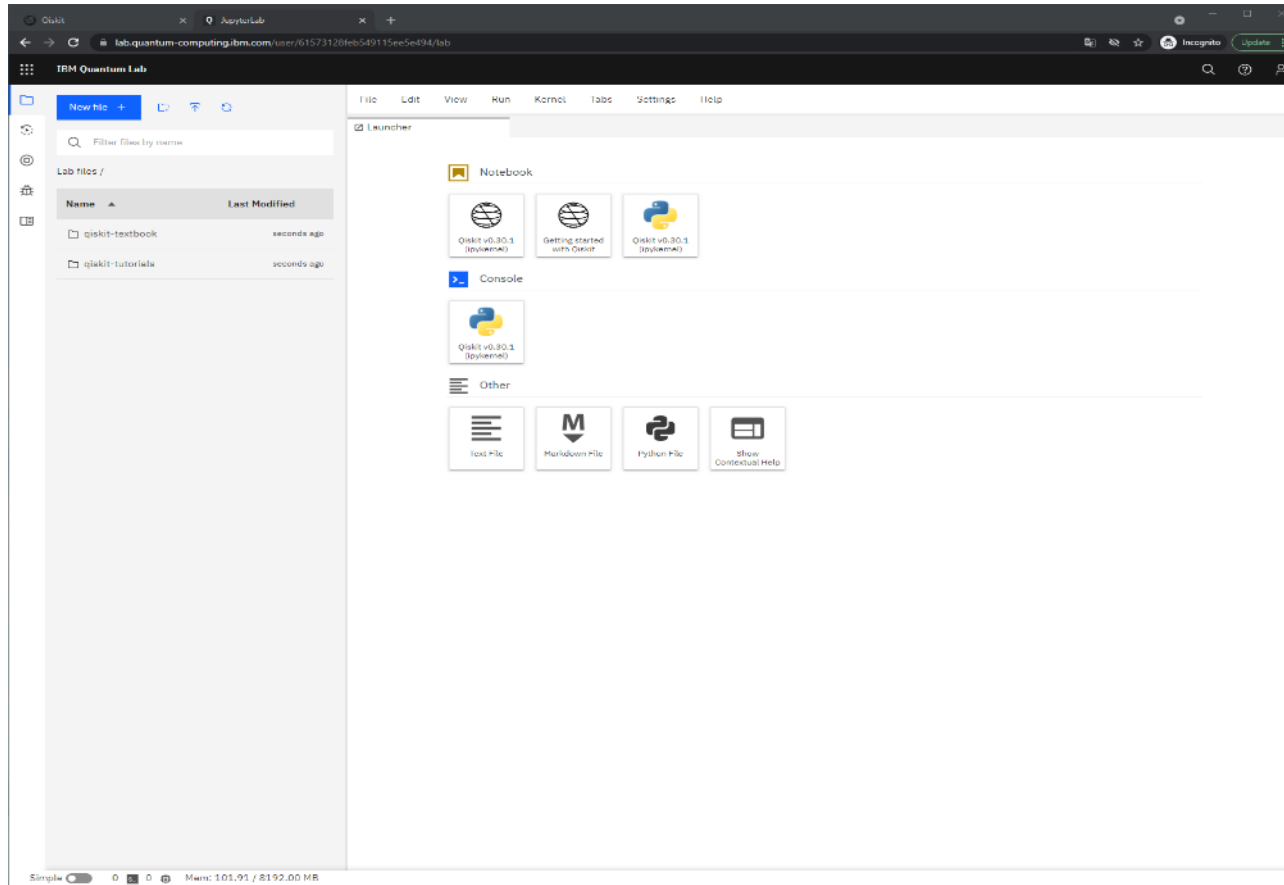 Qiskit
JupyterLab
lab.quantum-computing.ibm.com/user/61573128feb549115ee5e494/lab
Incognito
Update
IBM Quantum Lab
New file +
File Edit View Run Kernel Tabs Settings Help
Launcher
Filter files by name
Lab files /
Name Last Modified
qiskit-textbook seconds ago
qiskit-tutorials seconds ago
Notebook
Qiskit v0.30.1
(ipykernel)
Getting started
with Qiskit
Qiskit v0.30.1
(ipykernel)
Console
Qiskit v0.30.1
(ipykernel)
Other
Text File
Markdown File
Python File
Show
Contextual Help
Simple 0 0 Mem: 101.91 / 8192.00 MB